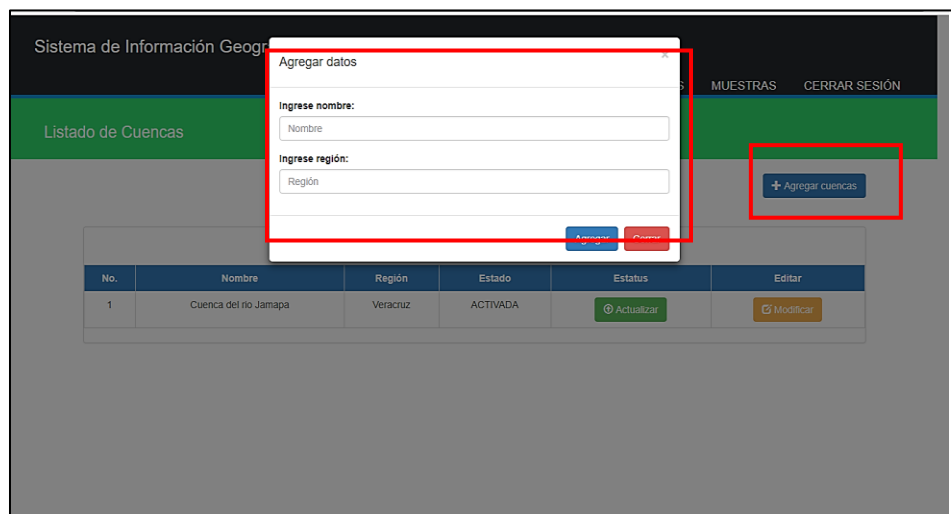 Sistema de Información Geogr
Agregar datos
×
S MUESTRAS CERRAR SESIÓN
Listado de Cuencas
Ingrese nombre:
Nombre
Ingrese región:
Región
Agregar cuencas
Agregar Cerrar
No. Nombre Región Estado Estatus Editar
1 Cuenca del río Jamapa Veracruz ACTIVADA Actualizar Modificar